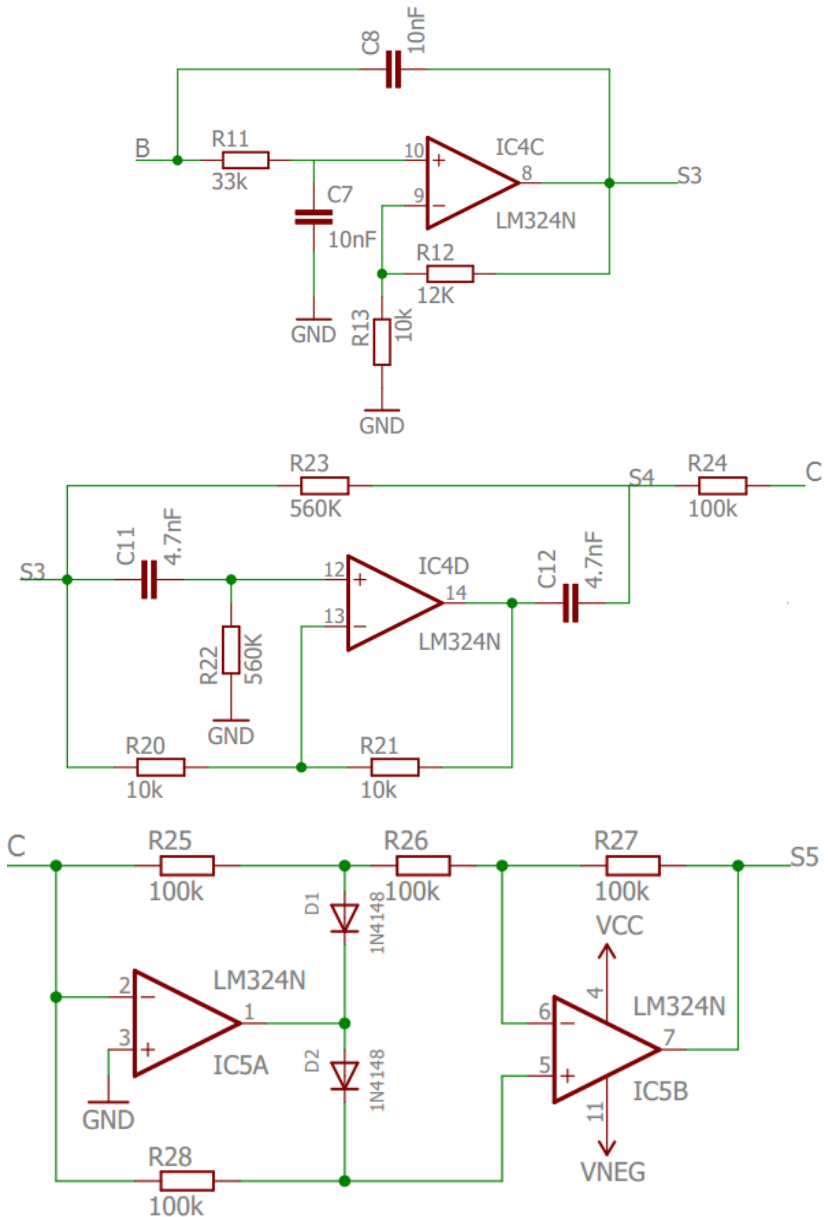 C8
10nF
B
R11
33k
10
+
IC4C
8
S3
9
−
LM324N
C7
10nF
R12
12K
GND
R13
10k
GND
R23
560K
S4
R24
100k
C
C11
4.7nF
S3
12
+
IC4D
14
13
−
LM324N
C12
4.7nF
R22
560K
GND
R20
10k
R21
10k
C
R25
100k
R26
100k
R27
100k
S5
D1
1N4148
VCC
4
LM324N
2
−
1
3
+
IC5A
GND
LM324N
6
−
7
5
+
IC5B
D2
1N4148
11
VNEG
R28
100k